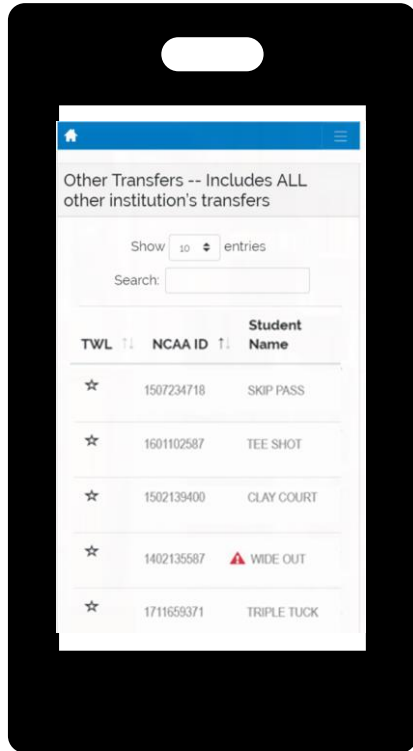 Other Transfers -- Includes ALL
other institution's transfers
Show 10 entries
Search:
TWL NCAA ID Student
Name
1507234718 SKIP PASS
1601102587 TEE SHOT
1502139400 CLAY COURT
1402135587 WIDE OUT
1711659371 TRIPLE TUCK